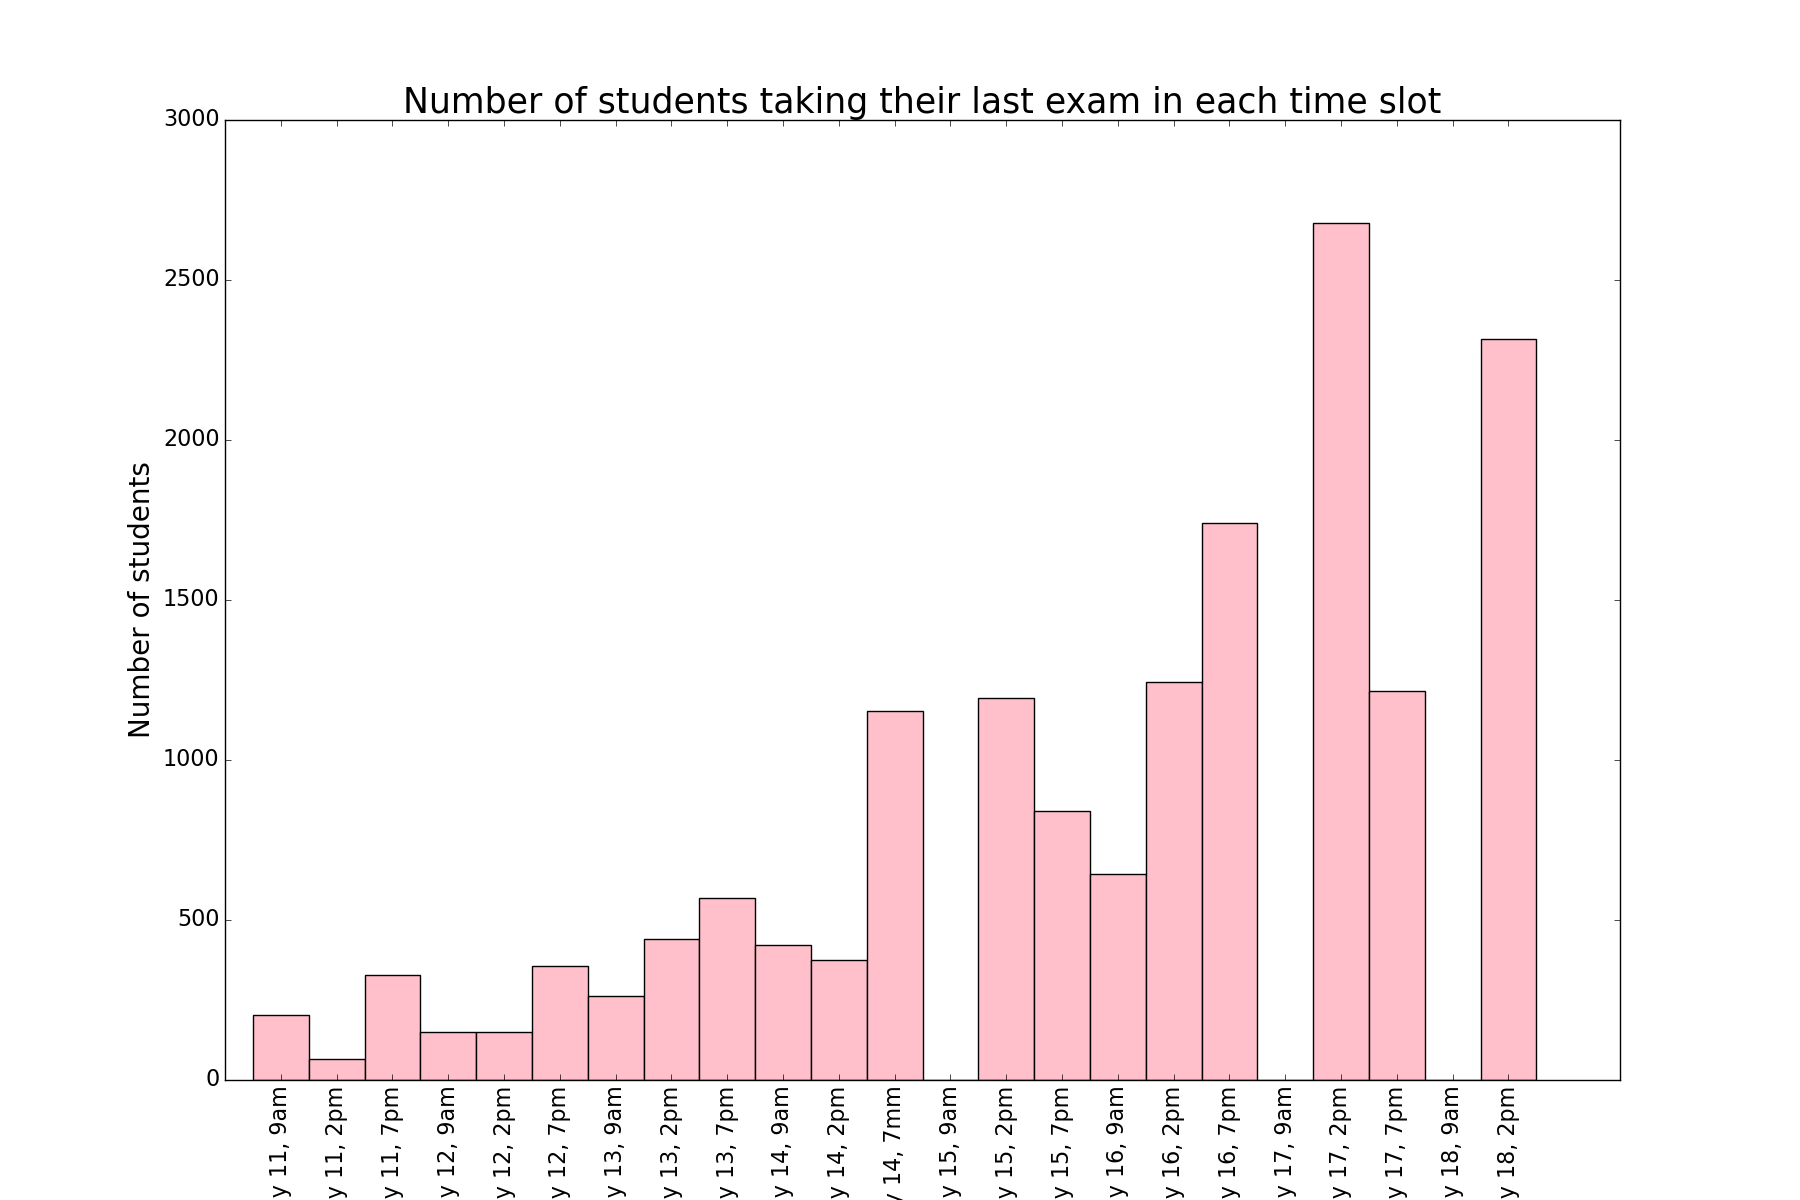 Number of students taking their last exam in each time slot
Number of students
3000
2500
2000
1500
1000
500
0
y 11, 9am
y 11, 2pm
y 11, 7pm
y 12, 9am
y 12, 2pm
y 12, 7pm
y 13, 9am
y 13, 2pm
y 13, 7pm
y 14, 9am
y 14, 2pm
y 14, 7mm
y 15, 9am
y 15, 2pm
y 15, 7pm
y 16, 9am
y 16, 2pm
y 16, 7pm
y 17, 9am
y 17, 2pm
y 17, 7pm
y 18, 9am
y 18, 2pm